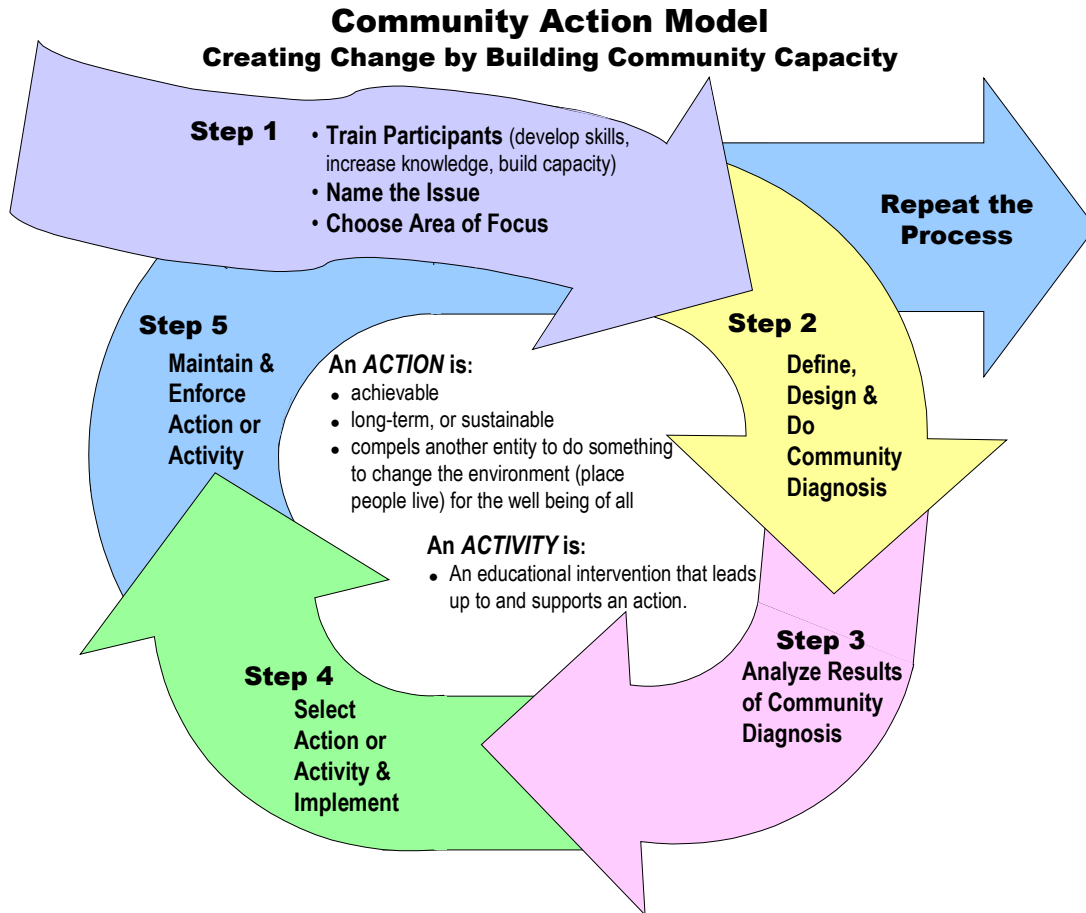 Community Action Model
Creating Change by Building Community Capacity
Step 1
• Train Participants (develop skills,
increase knowledge, build capacity)
• Name the Issue
• Choose Area of Focus
Repeat the
Process
Step 2
Define,
Design &
Do
Community
Diagnosis
Step 3
Analyze Results
of Community
Diagnosis
Step 4
Select
Action or
Activity &
Implement
Step 5
Maintain &
Enforce
Action or
Activity
An ACTION is:
• achievable
• long-term, or sustainable
• compels another entity to do something
to change the environment (place
people live) for the well being of all
An ACTIVITY is:
• An educational intervention that leads
up to and supports an action.